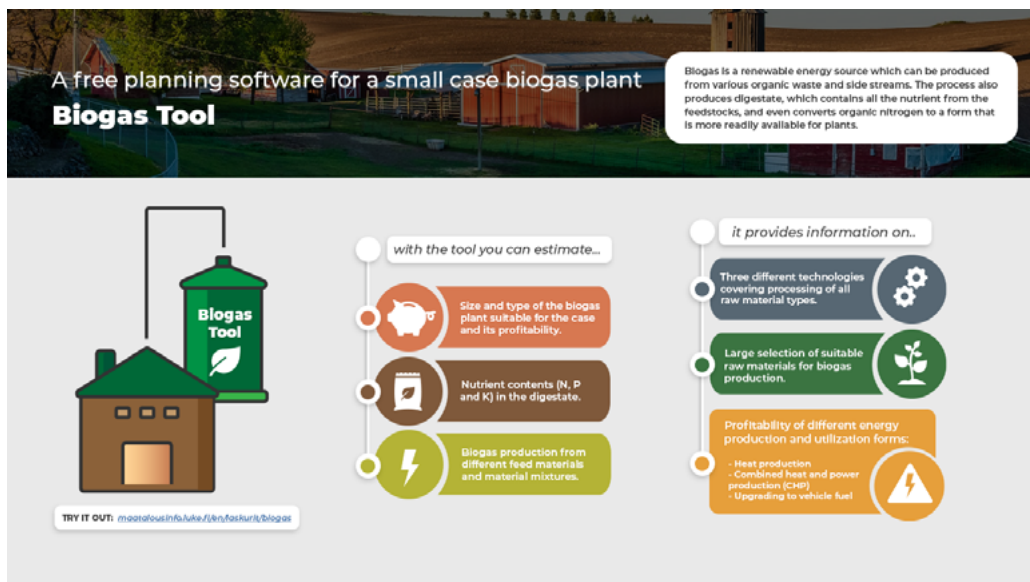 A free planning software for a small case biogas plant
Biogas Tool
Biogas is a renewable energy source which can be produced
from various organic waste and side streams. The process also
produces digestate, which contains all the nutrient from the
feedstocks, and even converts organic nitrogen to a form that
is more readily available for plants.
Biogas
Tool
TRY IT OUT: maatalousinfo.luke.fi/en/laskurit/biogas
with the tool you can estimate...
Size and type of the biogas
plant suitable for the case
and its profitability.
Nutrient contents (N, P
and K) in the digestate.
Biogas production from
different feed materials
and material mixtures.
it provides information on..
Three different technologies
covering processing of all
raw material types.
Large selection of suitable
raw materials for biogas
production.
Profitability of different energy
production and utilization forms:
- Heat production
- Combined heat and power
production (CHP)
- Upgrading to vehicle fuel